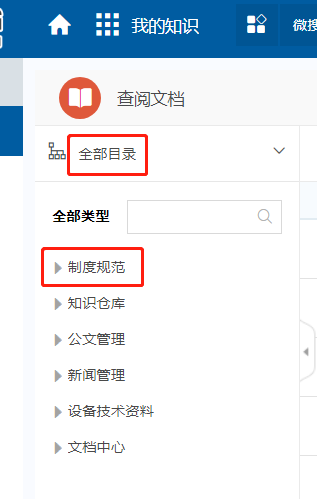 我的知识
微搜
查阅文档
全部目录
全部类型
制度规范
知识仓库
公文管理
新闻管理
设备技术资料
文档中心